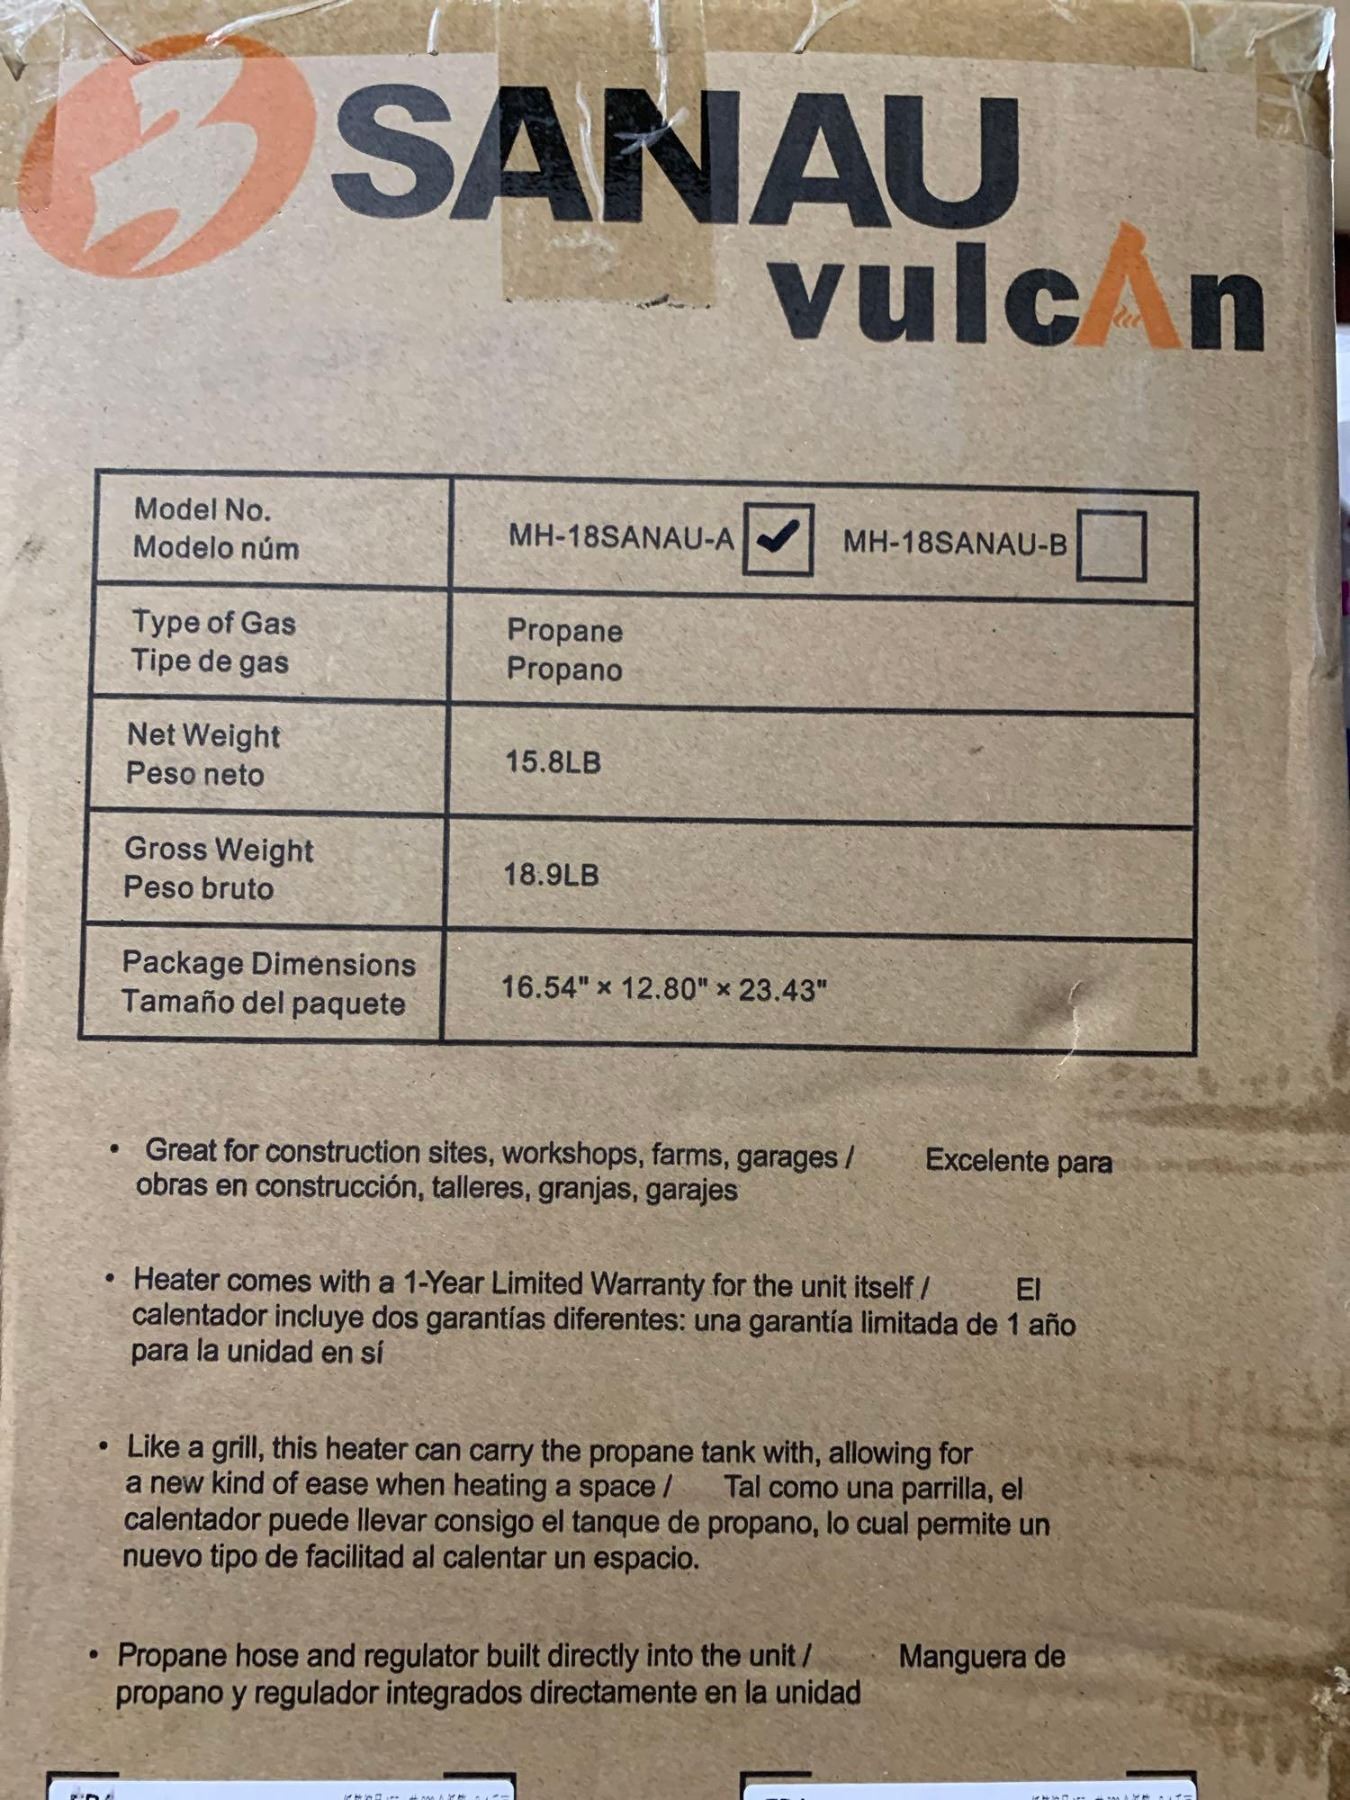 SANAU
vulcan
Model No.
Modelo núm
MH-18SANAU-A MH-18SANAU-B
Type of Gas
Tipe de gas
Propane
Propano
Net Weight
Peso neto
15.8LB
Gross Weight
Peso bruto
18.9LB
Package Dimensions
Tamaño del paquete
16.54" × 12.80" × 23.43"
• Great for construction sites, workshops, farms, garages / Excelente para
obras en construcción, talleres, granjas, garajes
• Heater comes with a 1-Year Limited Warranty for the unit itself / El
calentador incluye dos garantías diferentes: una garantía limitada de 1 año
para la unidad en sí
• Like a grill, this heater can carry the propane tank with, allowing for
a new kind of ease when heating a space / Tal como una parrilla, el
calentador puede llevar consigo el tanque de propano, lo cual permite un
nuevo tipo de facilitad al calentar un espacio.
• Propane hose and regulator built directly into the unit / Manguera de
propano y regulador integrados directamente en la unidad